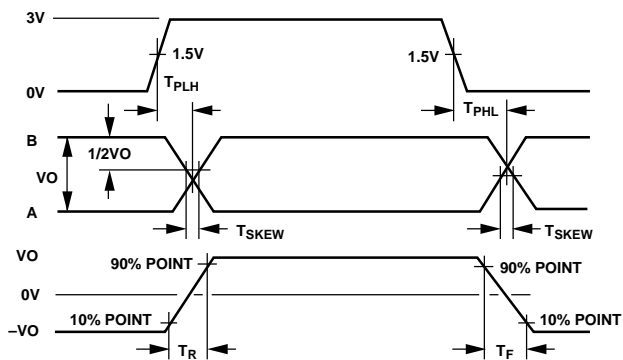 3V
1.5V
1.5V
TPLH
TPHL
0V
B
1/2VO
VO
A
TSKEW
TSKEW
VO
90% POINT
90% POINT
0V
10% POINT
10% POINT
–VO
TR
TF